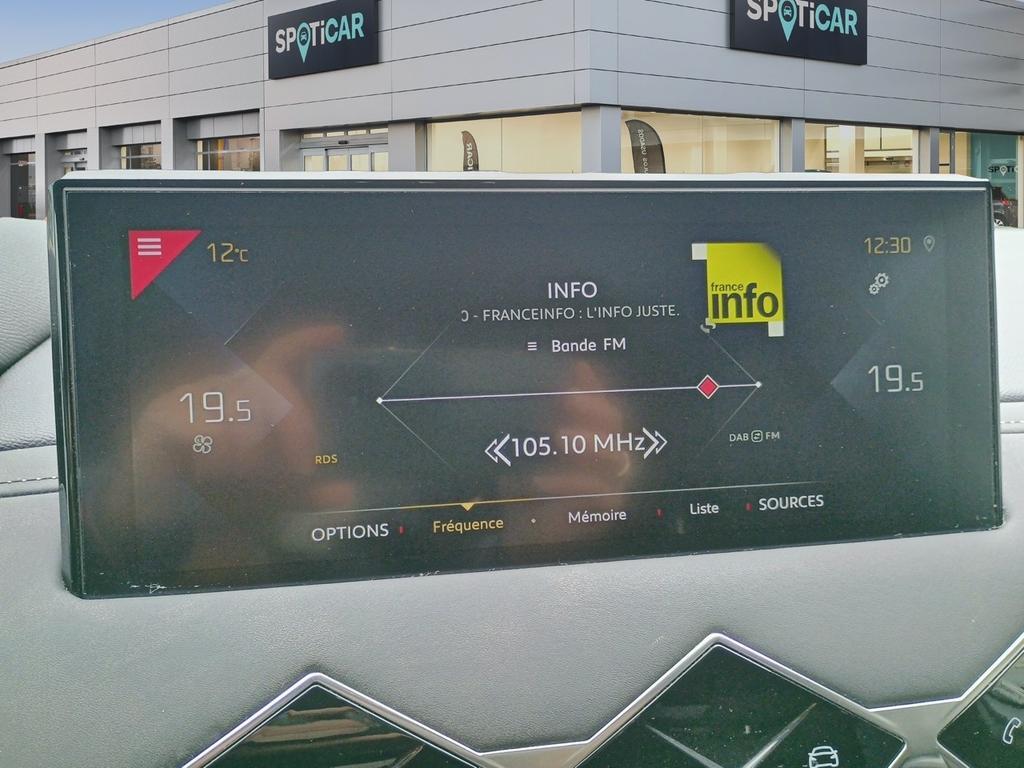 SPOTiCAR
SPOTiCAR
12°C
12:30
INFO
O - FRANCEINFO : L'INFO JUSTE.
france
info
Bande FM
19.5
19.5
105.10 MHz
DAB FM
RDS
OPTIONS
Fréquence
Mémoire
Liste
SOURCES